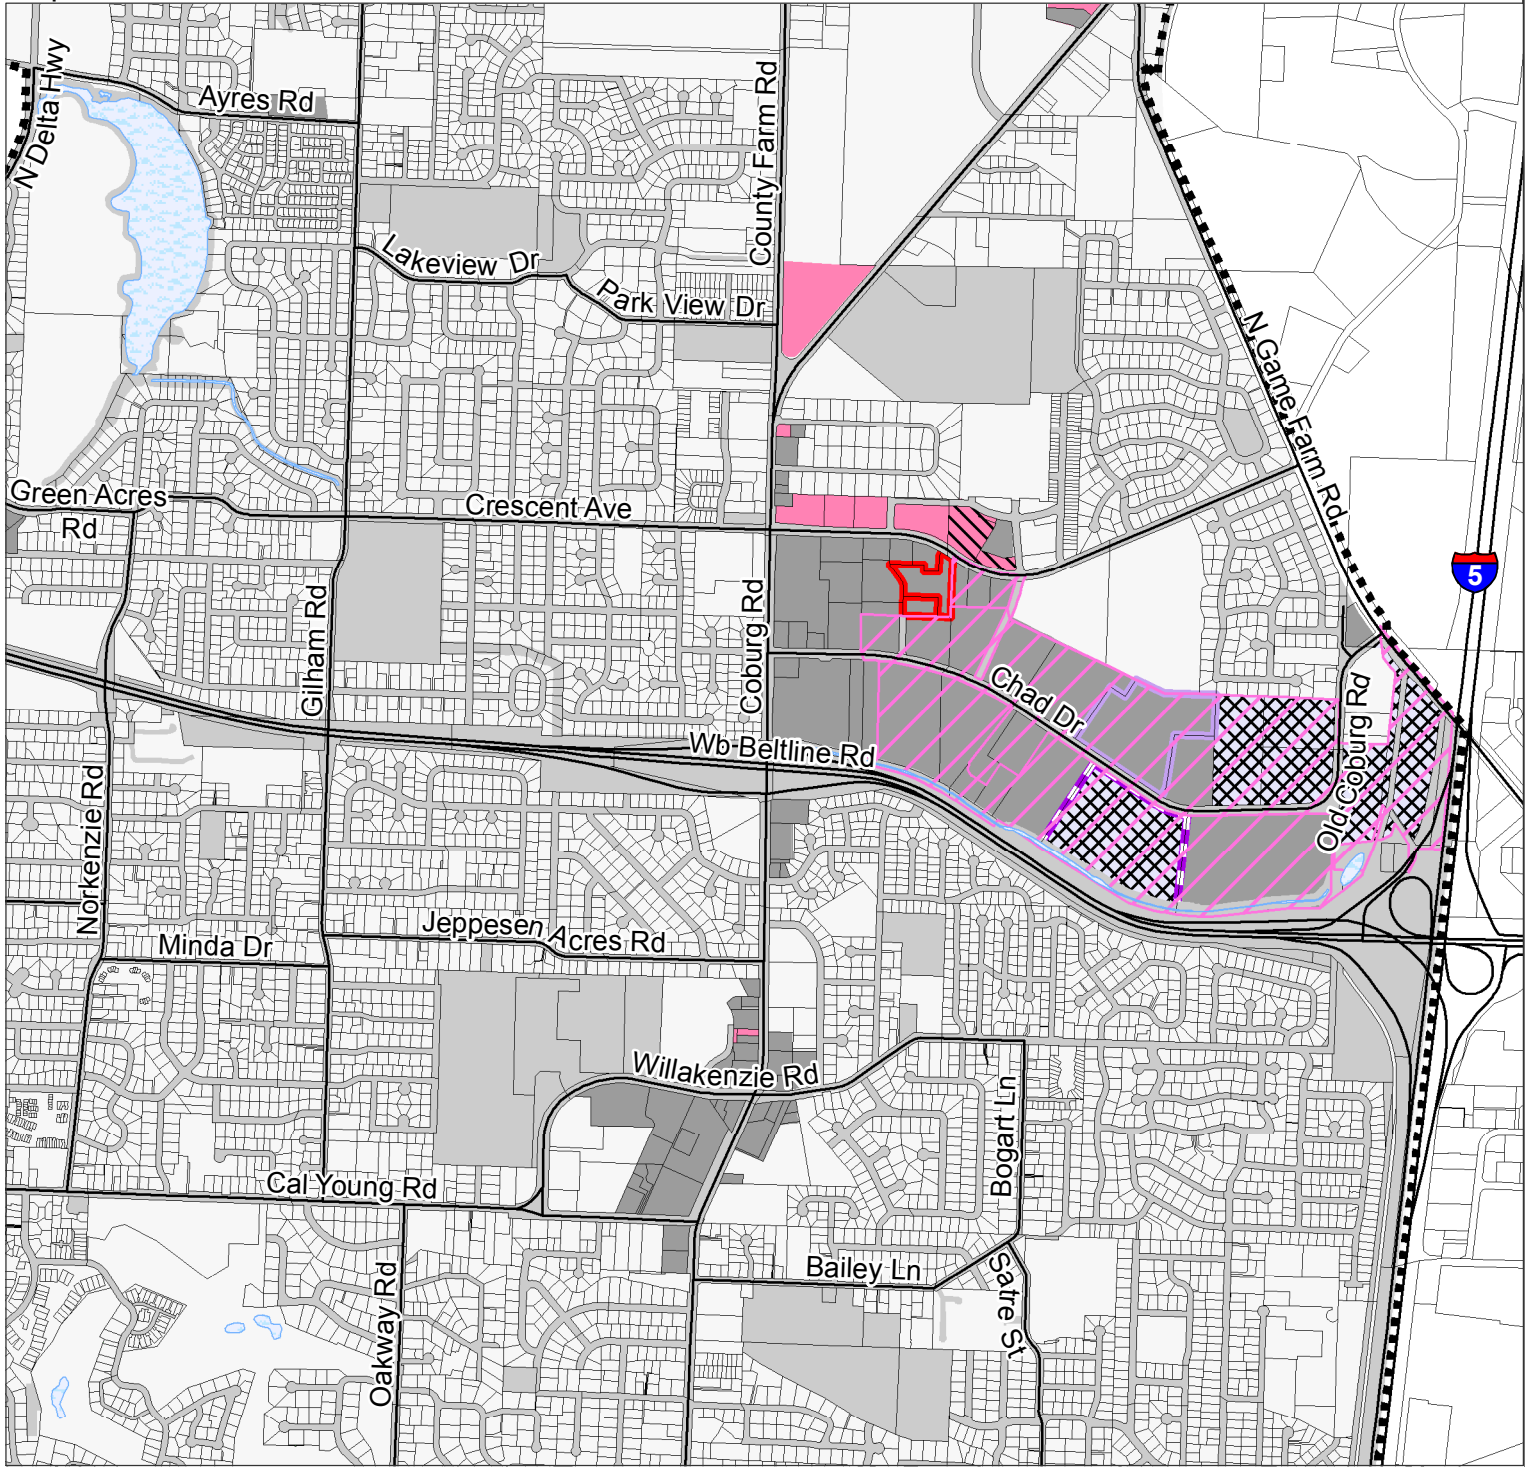 N Delta Hwy
Ayres Rd
County Farm Rd
Lakeview Dr
Park View Dr
N Game Farm Rd
Green Acres
Rd
Crescent Ave
5
Gilham Rd
Coburg Rd
Chad Dr
Old Coburg Rd
Wb Beltline Rd
Norkenzie Rd
Jeppesen Acres Rd
Minda Dr
Willakenzie Rd
Bogart Ln
Cal Young Rd
Bailey Ln
Satre St
Oakway Rd